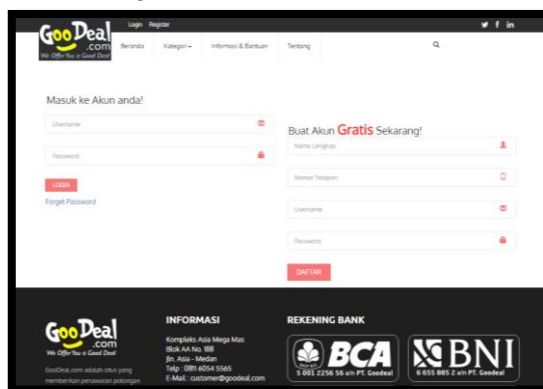 Login Register
GooDeal
.com
We Offer You a Good Deal
Beranda Kategori Informasi & Bantuan Tentang
Masuk ke Akun anda!
Username
Password
LOGIN
Forget Password
Buat Akun Gratis Sekarang!
Nama Lengkap
Nomor Telepon
Username
Password
DAFTAR
GooDeal
.com
We Offer You a Good Deal
GooDeal.com adalah situs yang
memberikan penawaran potongan
INFORMASI
Kompleks Asia Mega Mas
Blok AA No. 18B
Jln. Asia - Medan
Telp : 0811 6054 5565
E-Mail : customer@goodeal.com
REKENING BANK
BCA
5 001 2256 56 a/n PT. Goodeal
BNI
6 655 885 2 a/n PT. Goodeal